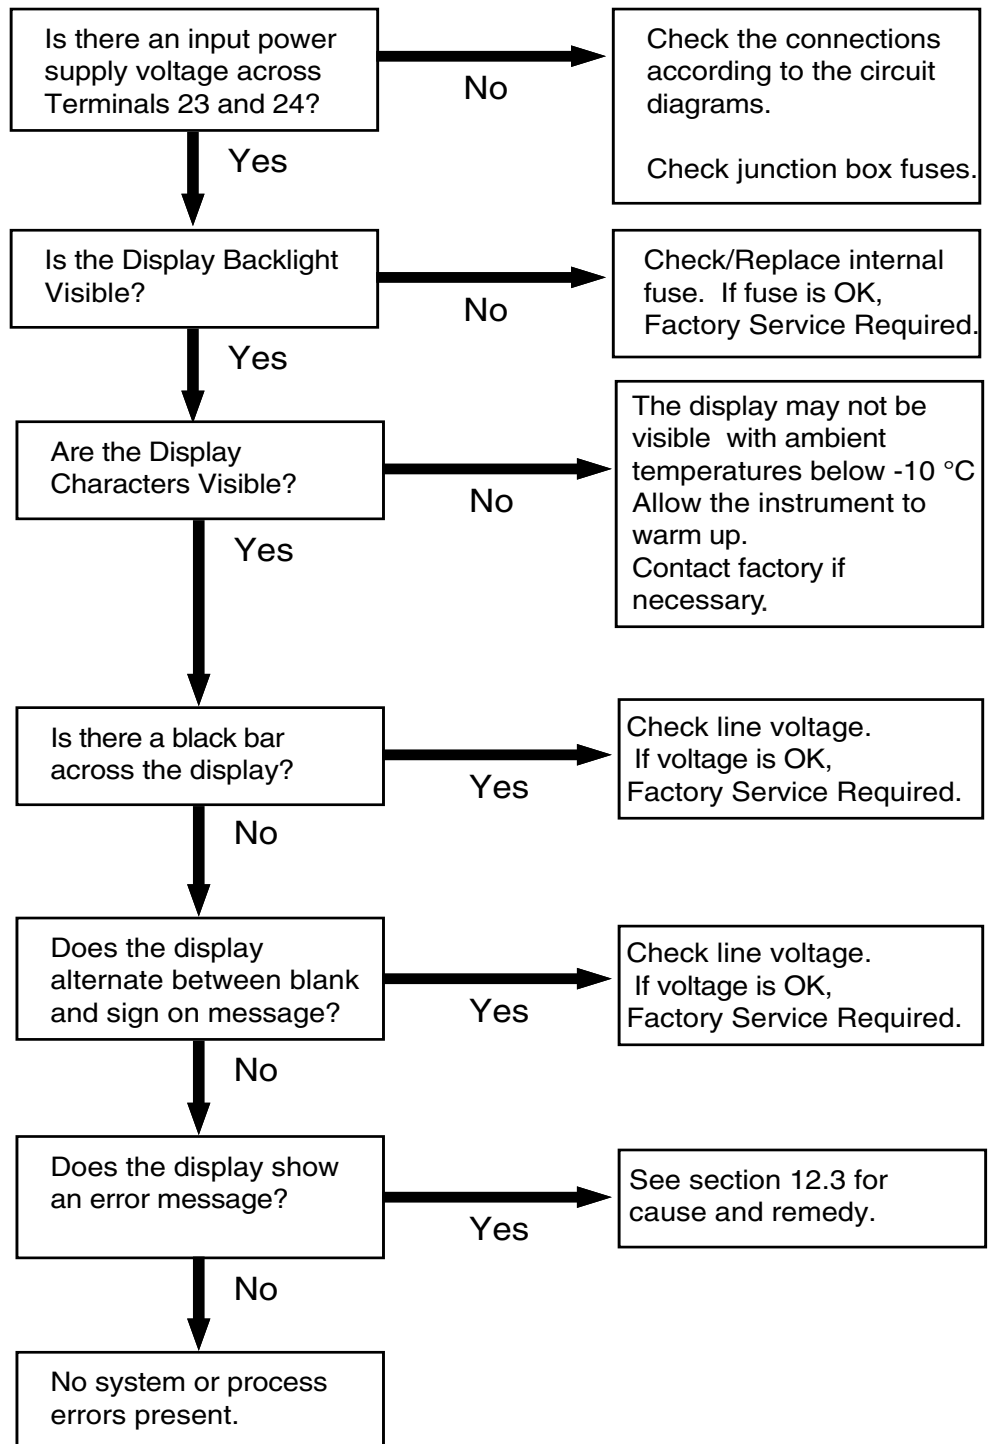 Is there an input power
supply voltage across
Terminals 23 and 24?
No
Check the connections
according to the circuit
diagrams.
Check junction box fuses.
Yes
Is the Display Backlight
Visible?
No
Check/Replace internal
fuse. If fuse is OK,
Factory Service Required.
Yes
Are the Display
Characters Visible?
No
The display may not be
visible with ambient
temperatures below -10 °C
Allow the instrument to
warm up.
Contact factory if
necessary.
Yes
Is there a black bar
across the display?
Yes
Check line voltage.
If voltage is OK,
Factory Service Required.
No
Does the display
alternate between blank
and sign on message?
Yes
Check line voltage.
If voltage is OK,
Factory Service Required.
No
Does the display show
an error message?
Yes
See section 12.3 for
cause and remedy.
No
No system or process
errors present.